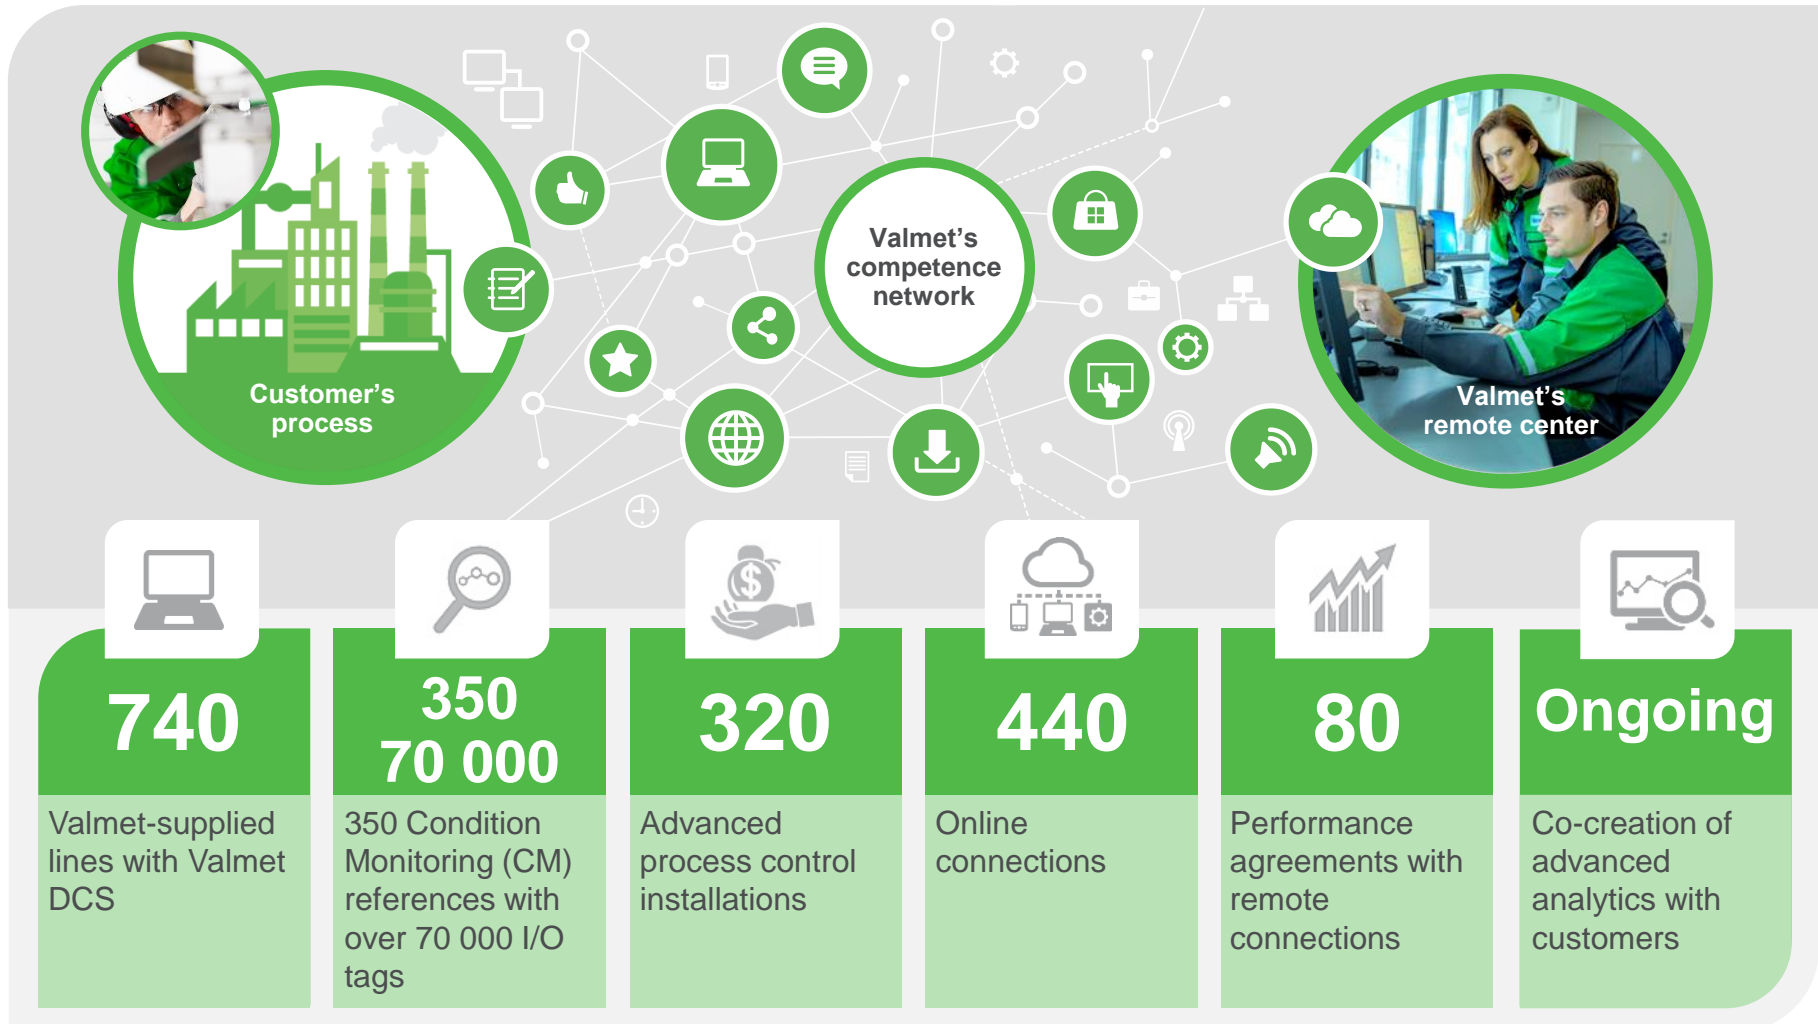 Valmet's
competence
network
Customer's
process
Valmet's
remote center
740
Valmet-supplied
lines with Valmet
DCS
350
70 000
350 Condition
Monitoring (CM)
references with
over 70 000 I/O
tags
320
Advanced
process control
installations
440
Online
connections
80
Performance
agreements with
remote
connections
Ongoing
Co-creation of
advanced
analytics with
customers